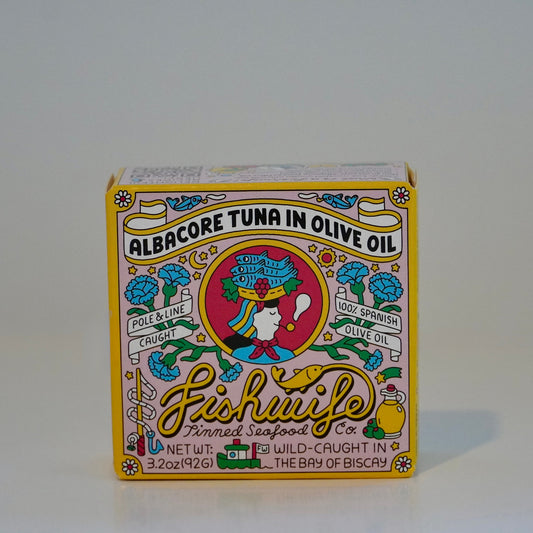 ALBACORE TUNA IN OLIVE OIL
POLE & LINE
CAUGHT
100% SPANISH
OLIVE OIL
Fishwife
Tinned Seafood Co.
NET WT:
3.2oz(92G)
FW
WILD-CAUGHT IN
THE BAY OF BISCAY